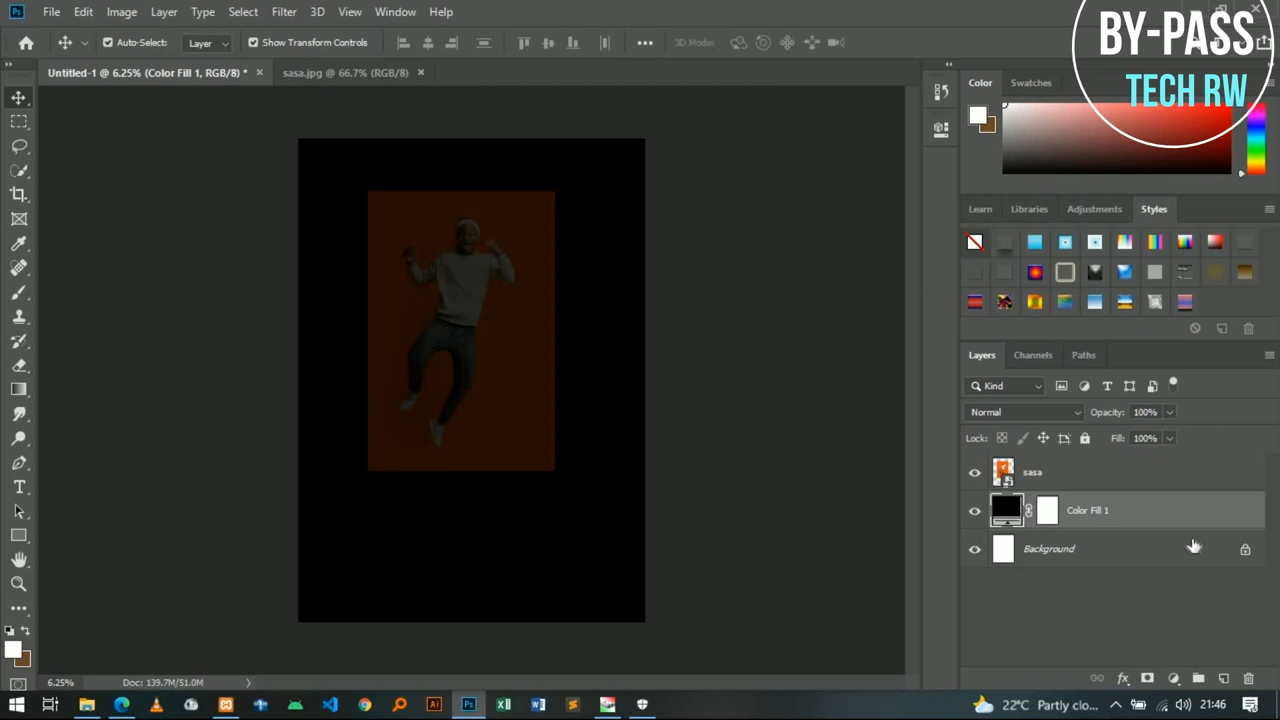 File Edit Image Layer Type Select Filter 3D View Window Help
BY-PASS
TECH RW
Auto-Select: Layer Show Transform Controls 3D Mode:
Untitled-1 @ 6.25% (Color Fill 1, RGB/8) * × sasa.jpg @ 66.7% (RGB/8) ×
Color Swatches
Learn Libraries Adjustments Styles
Layers Channels Paths
Kind
Normal Opacity: 100%
Lock: Fill: 100%
sasa
Color Fill 1
Background
6.25% Doc: 139.7M/51.0M
22°C Partly clo... 21:46